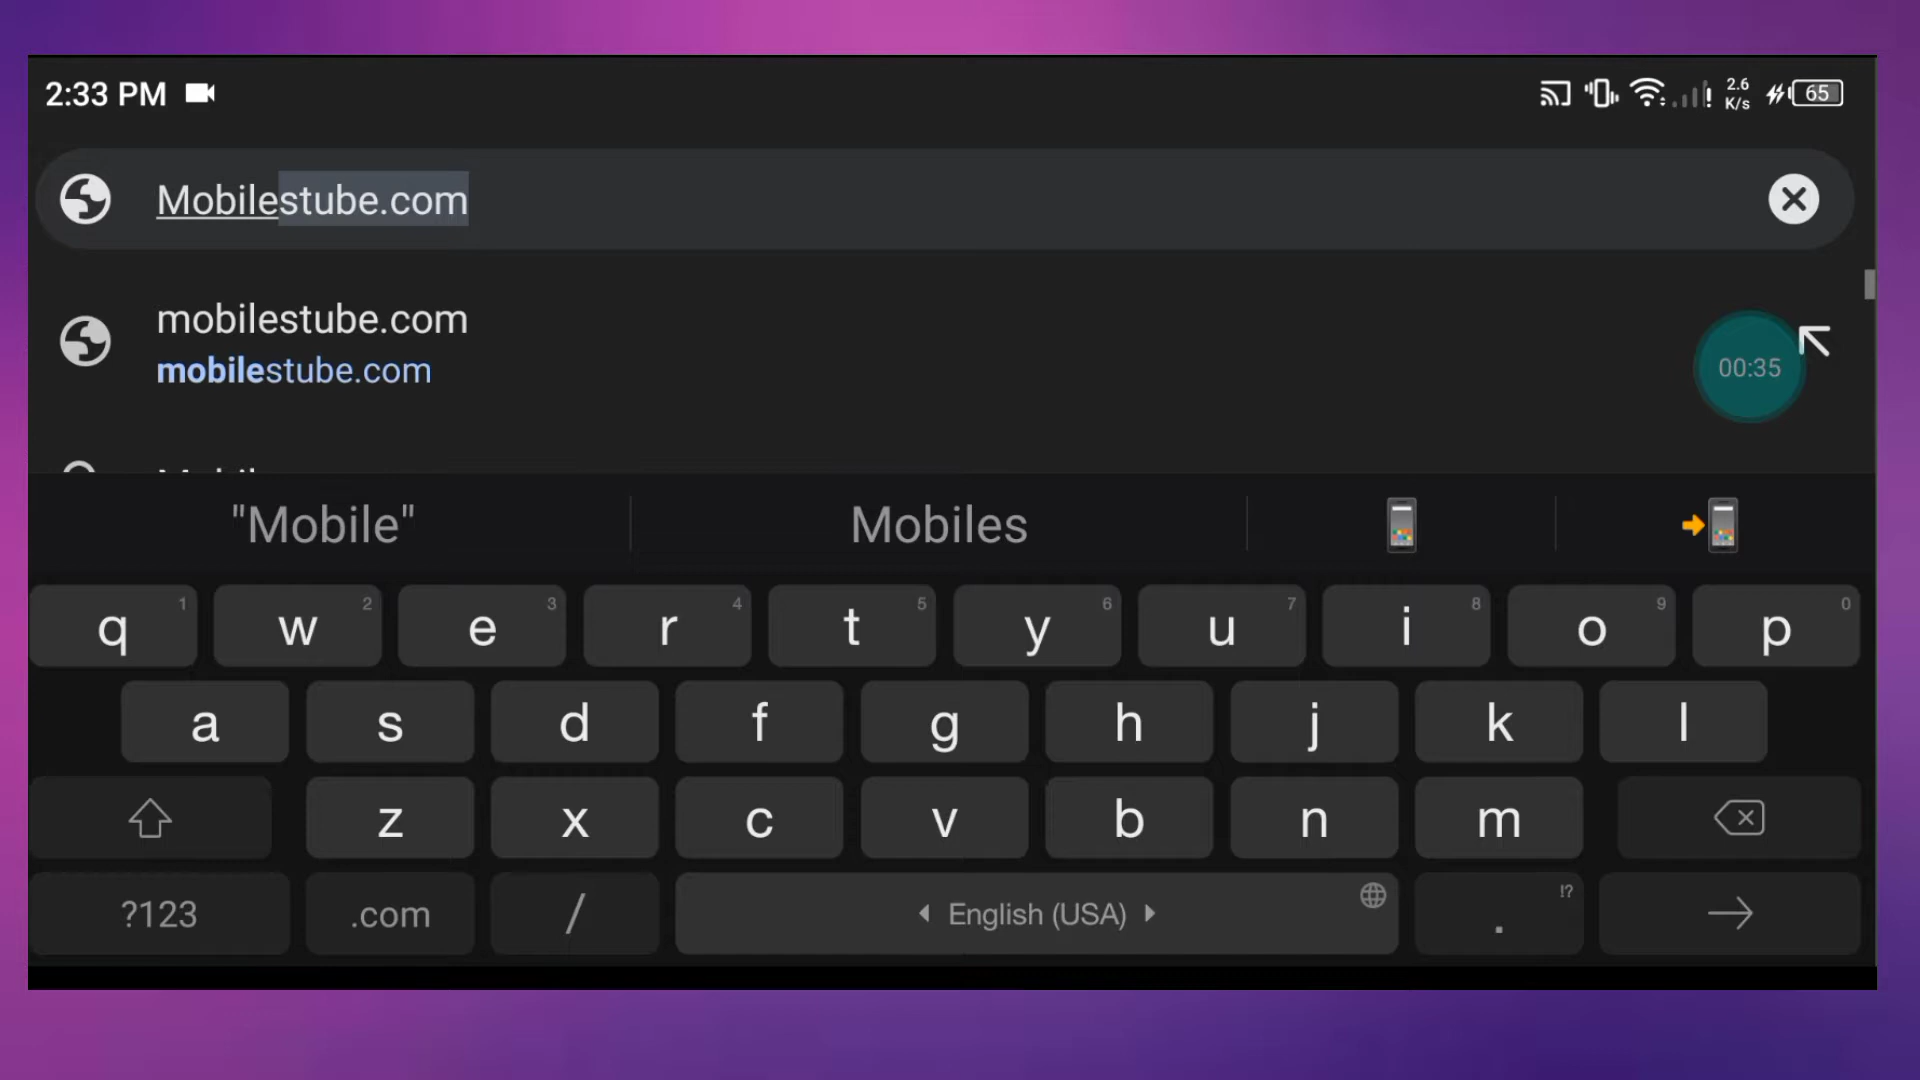 2:33 PM
2.6
K/s
65
Mobilestube.com
mobilestube.com
mobilestube.com
00:35
"Mobile"
Mobiles
q 1 w 2 e 3 r 4 t 5 y 6 u 7 i 8 o 9 p 0
a s d f g h j k l
z x c v b n m
?123 .com / English (USA) . !?